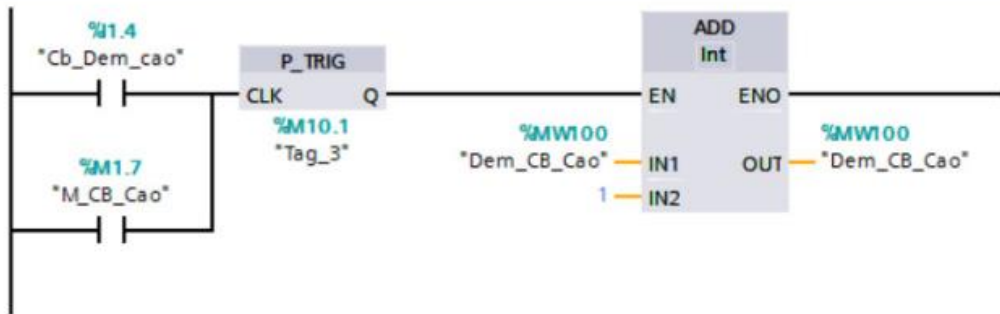 %I1.4
"Cb_Dem_cao"
P_TRIG
CLK Q
%M10.1
"Tag_3"
%M1.7
"M_CB_Cao"
ADD
Int
EN ENO
%MW100
"Dem_CB_Cao" IN1
1 IN2
OUT
%MW100
"Dem_CB_Cao"